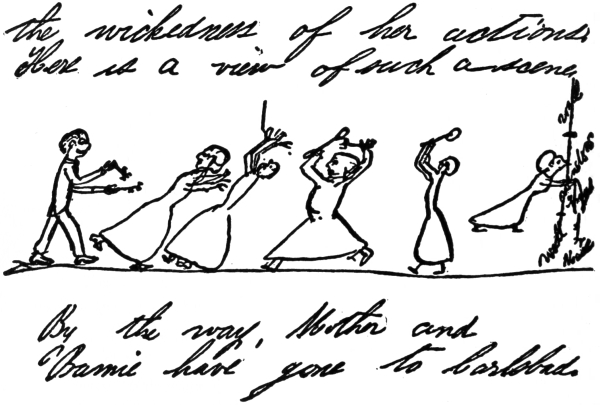 the wickedness of her actions.
Here is a view of such a scene.
By the way, Mother and
Bamie have gone to Carlsbad.